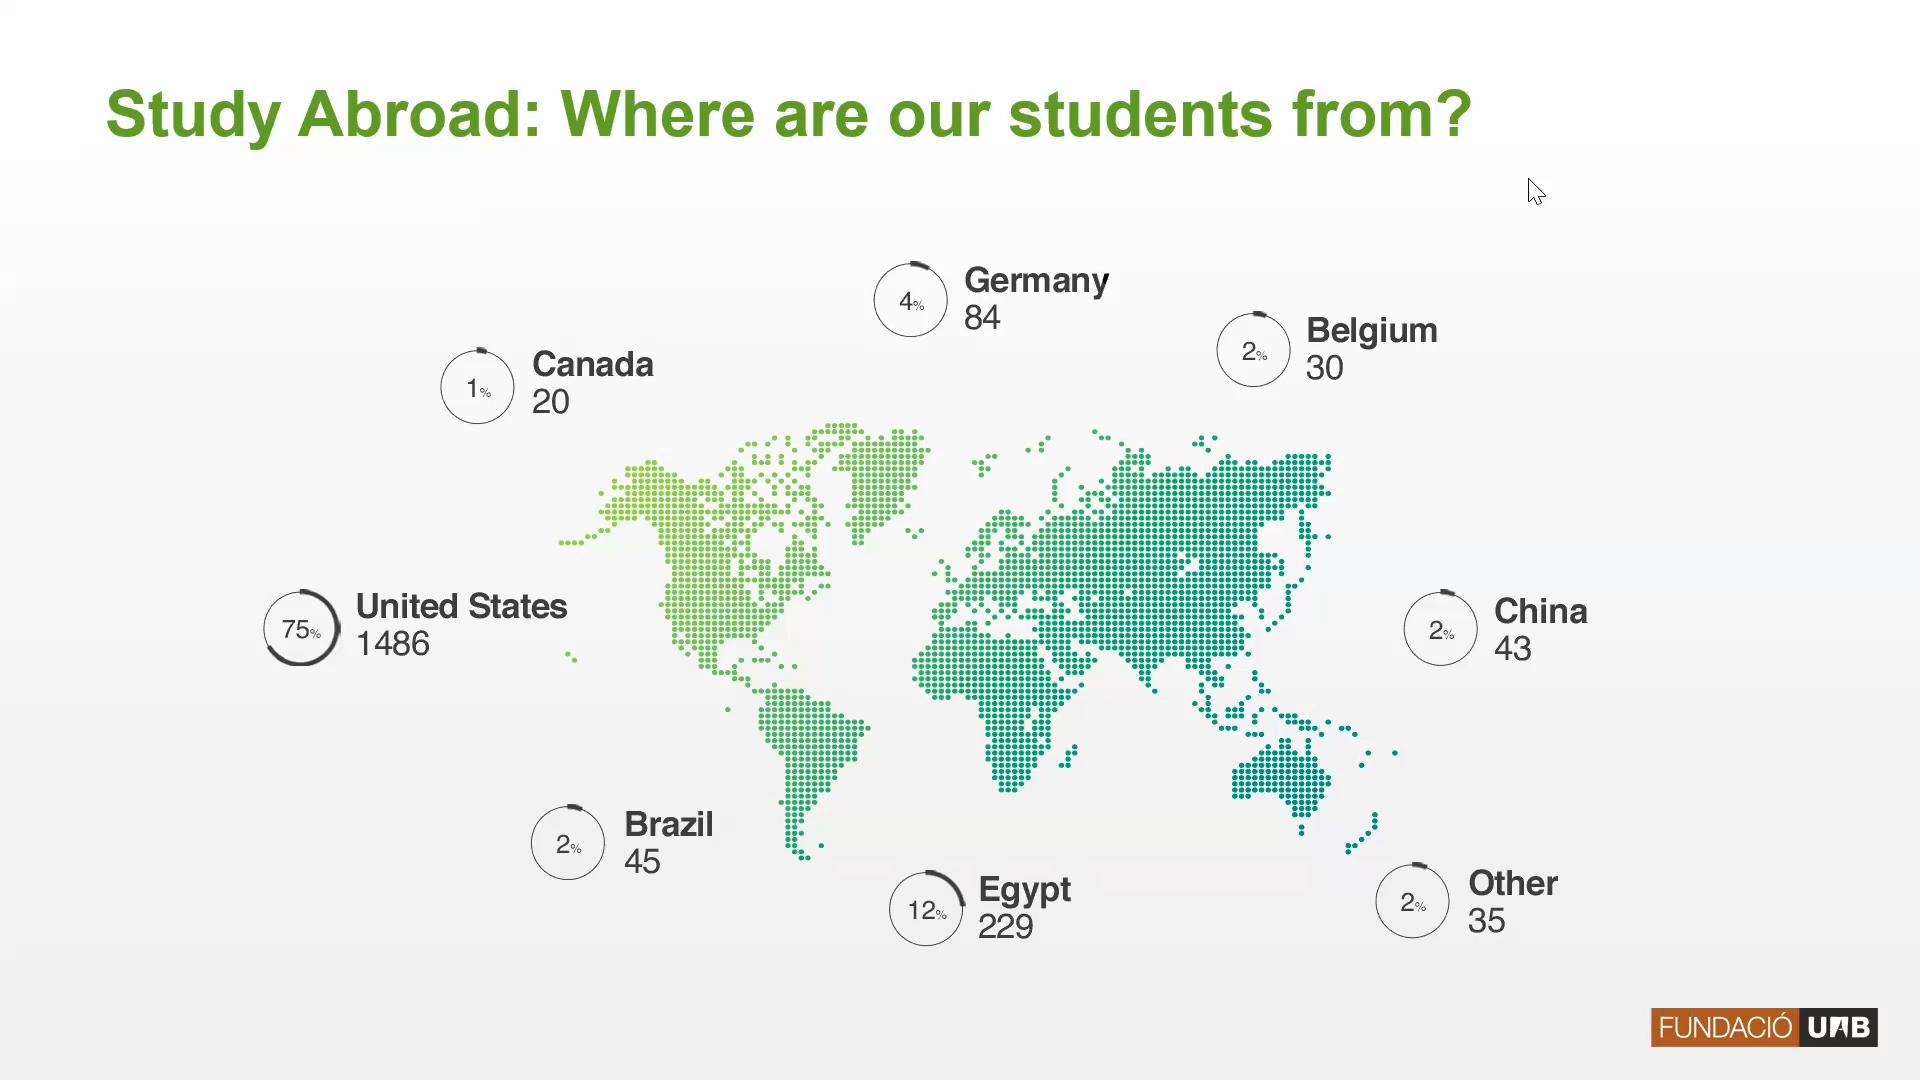 Study Abroad: Where are our students from?
4%
Germany
84
2%
Belgium
30
1%
Canada
20
75%
United States
1486
2%
China
43
2%
Brazil
45
12%
Egypt
229
2%
Other
35
FUNDACIÓ UAB